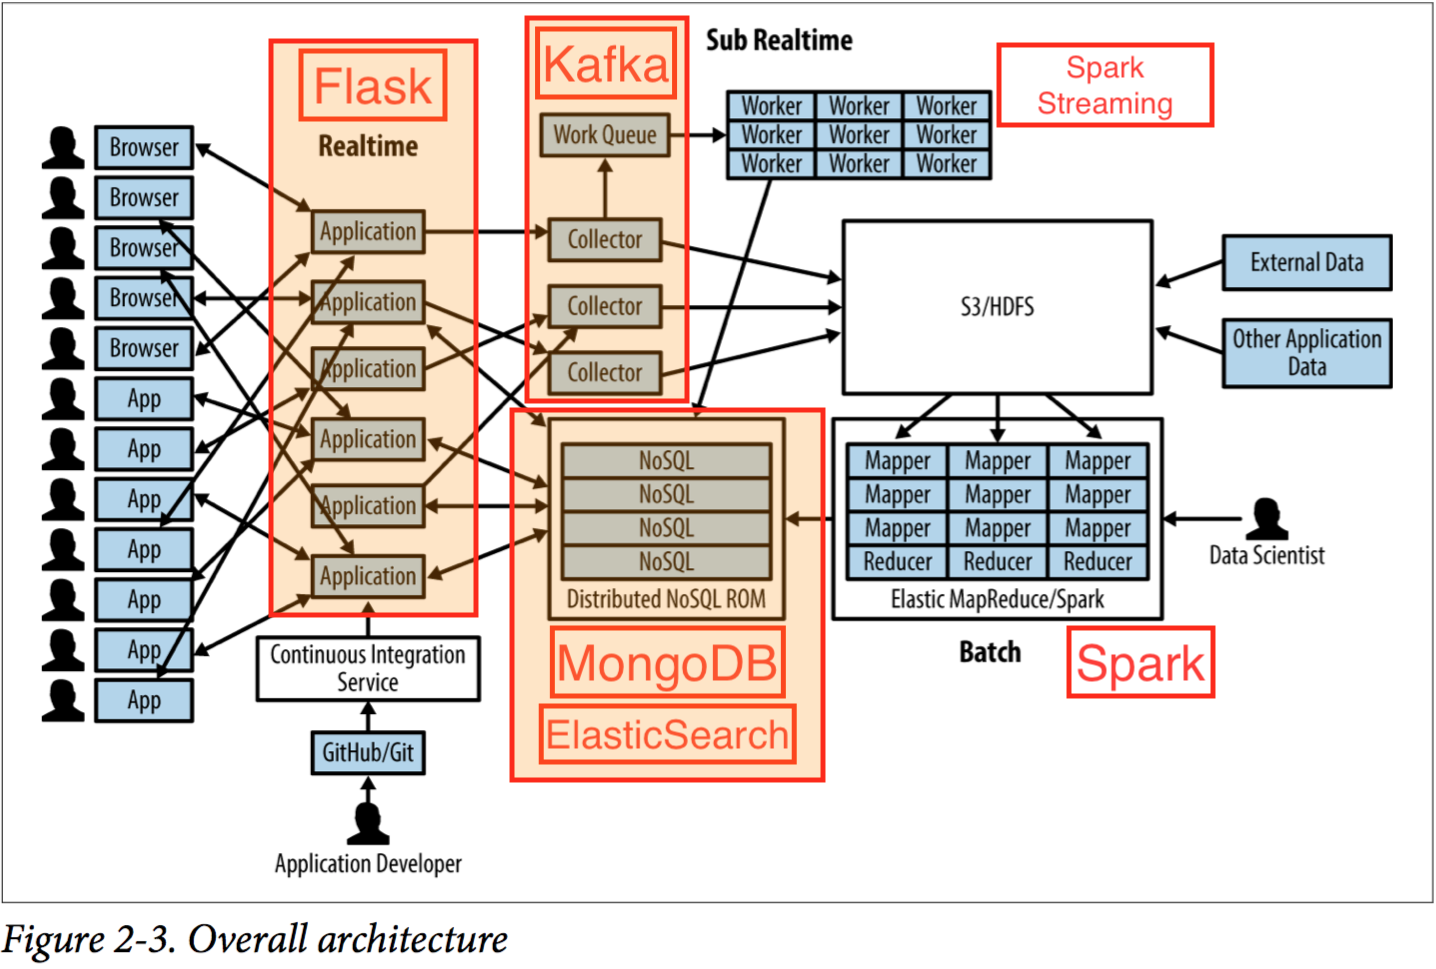 Flask
Realtime
Kafka
Sub Realtime
Spark
Streaming
Work Queue
Worker Worker Worker
Worker Worker Worker
Worker Worker Worker
Browser
Browser
Browser
Browser
Browser
App
App
App
App
App
App
App
Application
Application
Application
Application
Application
Application
Collector
Collector
Collector
S3/HDFS
External Data
Other Application
Data
NoSQL
NoSQL
NoSQL
NoSQL
Distributed NoSQL ROM
MongoDB
ElasticSearch
Mapper Mapper Mapper
Mapper Mapper Mapper
Mapper Mapper Mapper
Reducer Reducer Reducer
Elastic MapReduce/Spark
Batch
Spark
Data Scientist
Continuous Integration
Service
GitHub/Git
Application Developer
Figure 2-3. Overall architecture